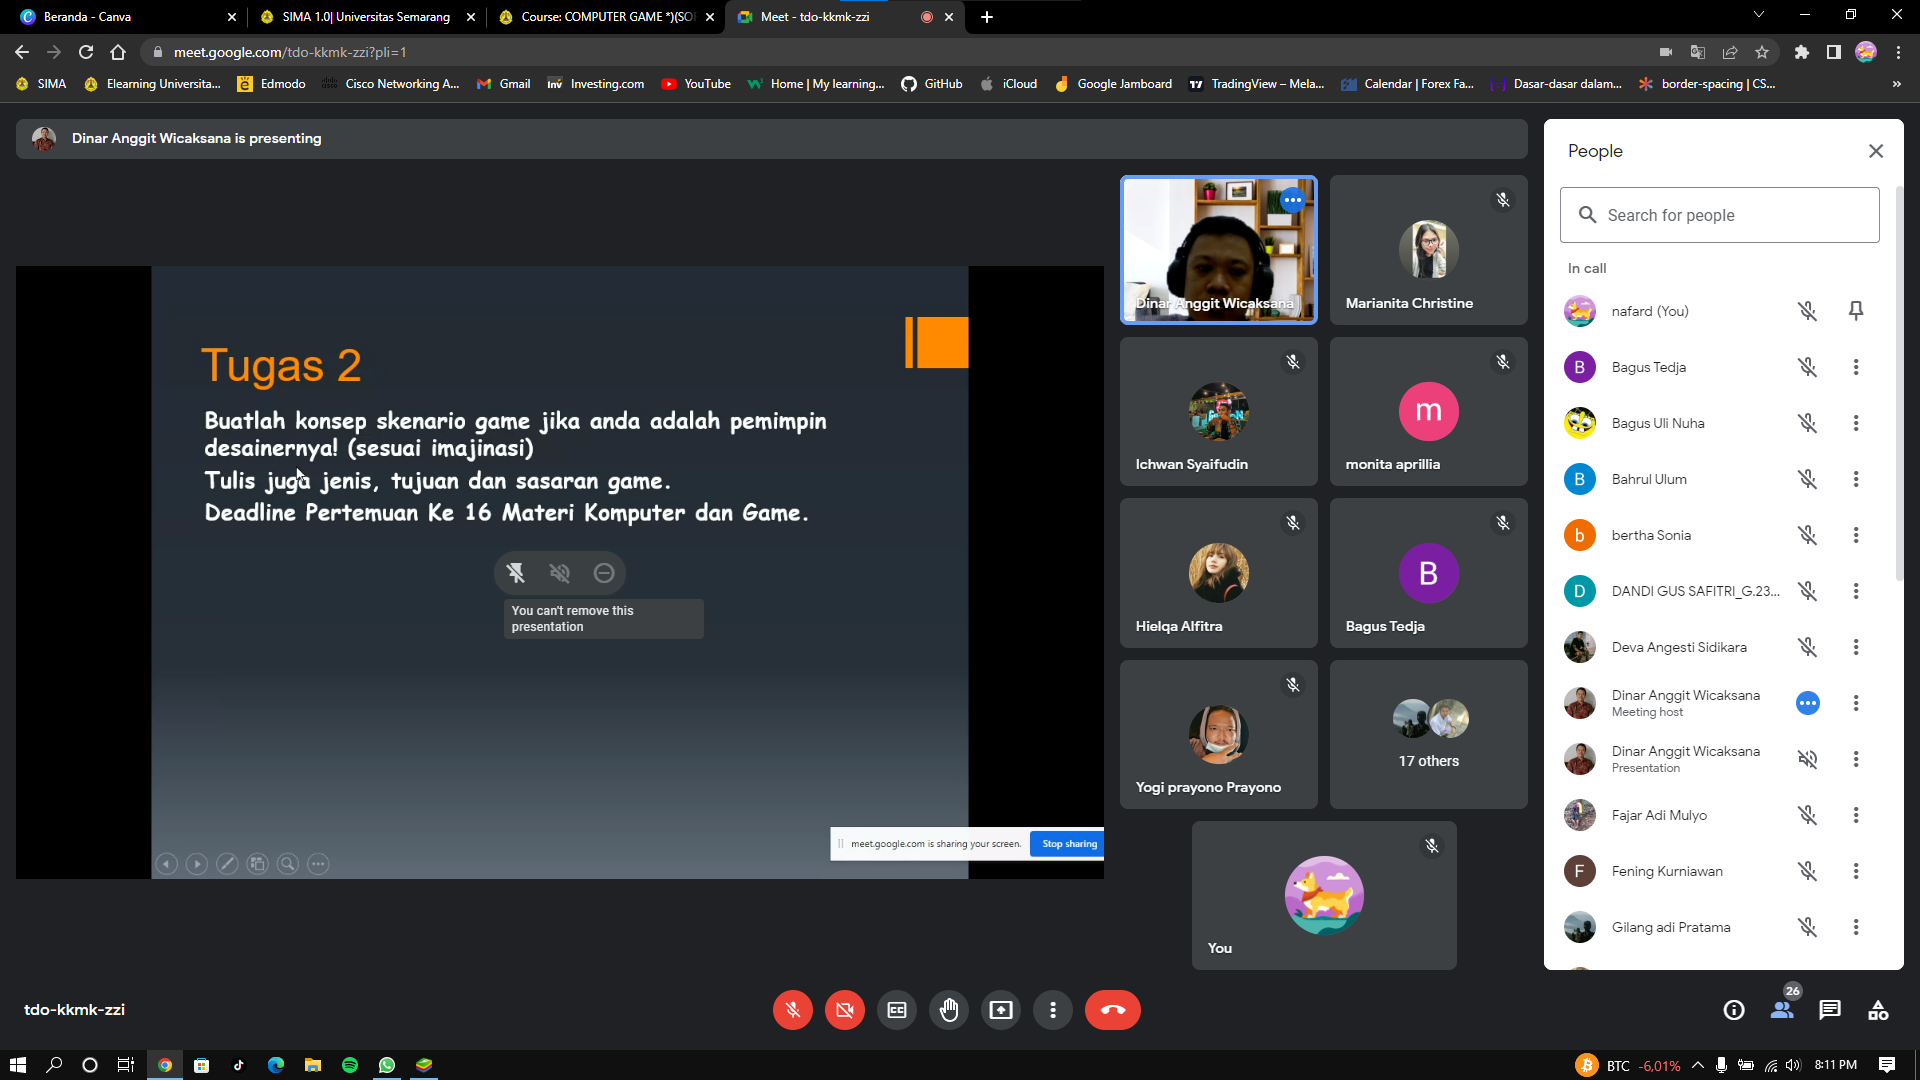 Beranda - Canva
SIMA 1.0| Universitas Semarang
Course: COMPUTER GAME *)(SO
Meet - tdo-kkmk-zzi
meet.google.com/tdo-kkmk-zzi?pli=1
SIMA
Elearning Universita...
Edmodo
Cisco Networking A...
Gmail
Investing.com
YouTube
Home | My learning...
GitHub
iCloud
Google Jamboard
TradingView – Mela...
Calendar | Forex Fa...
Dasar-dasar dalam...
border-spacing | CS...
Dinar Anggit Wicaksana is presenting
Tugas 2
Buatlah konsep skenario game jika anda adalah pemimpin
desainernya! (sesuai imajinasi)
Tulis juga jenis, tujuan dan sasaran game.
Deadline Pertemuan Ke 16 Materi Komputer dan Game.
You can't remove this
presentation
meet.google.com is sharing your screen.
Stop sharing
Dinar Anggit Wicaksana
Marianita Christine
Ichwan Syaifudin
m
monita aprillia
Hielqa Alfitra
B
Bagus Tedja
Yogi prayono Prayono
17 others
You
People
Search for people
In call
nafard (You)
B
Bagus Tedja
Bagus Uli Nuha
B
Bahrul Ulum
b
bertha Sonia
D
DANDI GUS SAFITRI_G.23...
Deva Angesti Sidikara
Dinar Anggit Wicaksana
Meeting host
Dinar Anggit Wicaksana
Presentation
Fajar Adi Mulyo
F
Fening Kurniawan
Gilang adi Pratama
tdo-kkmk-zzi
26
BTC -6,01%
8:11 PM